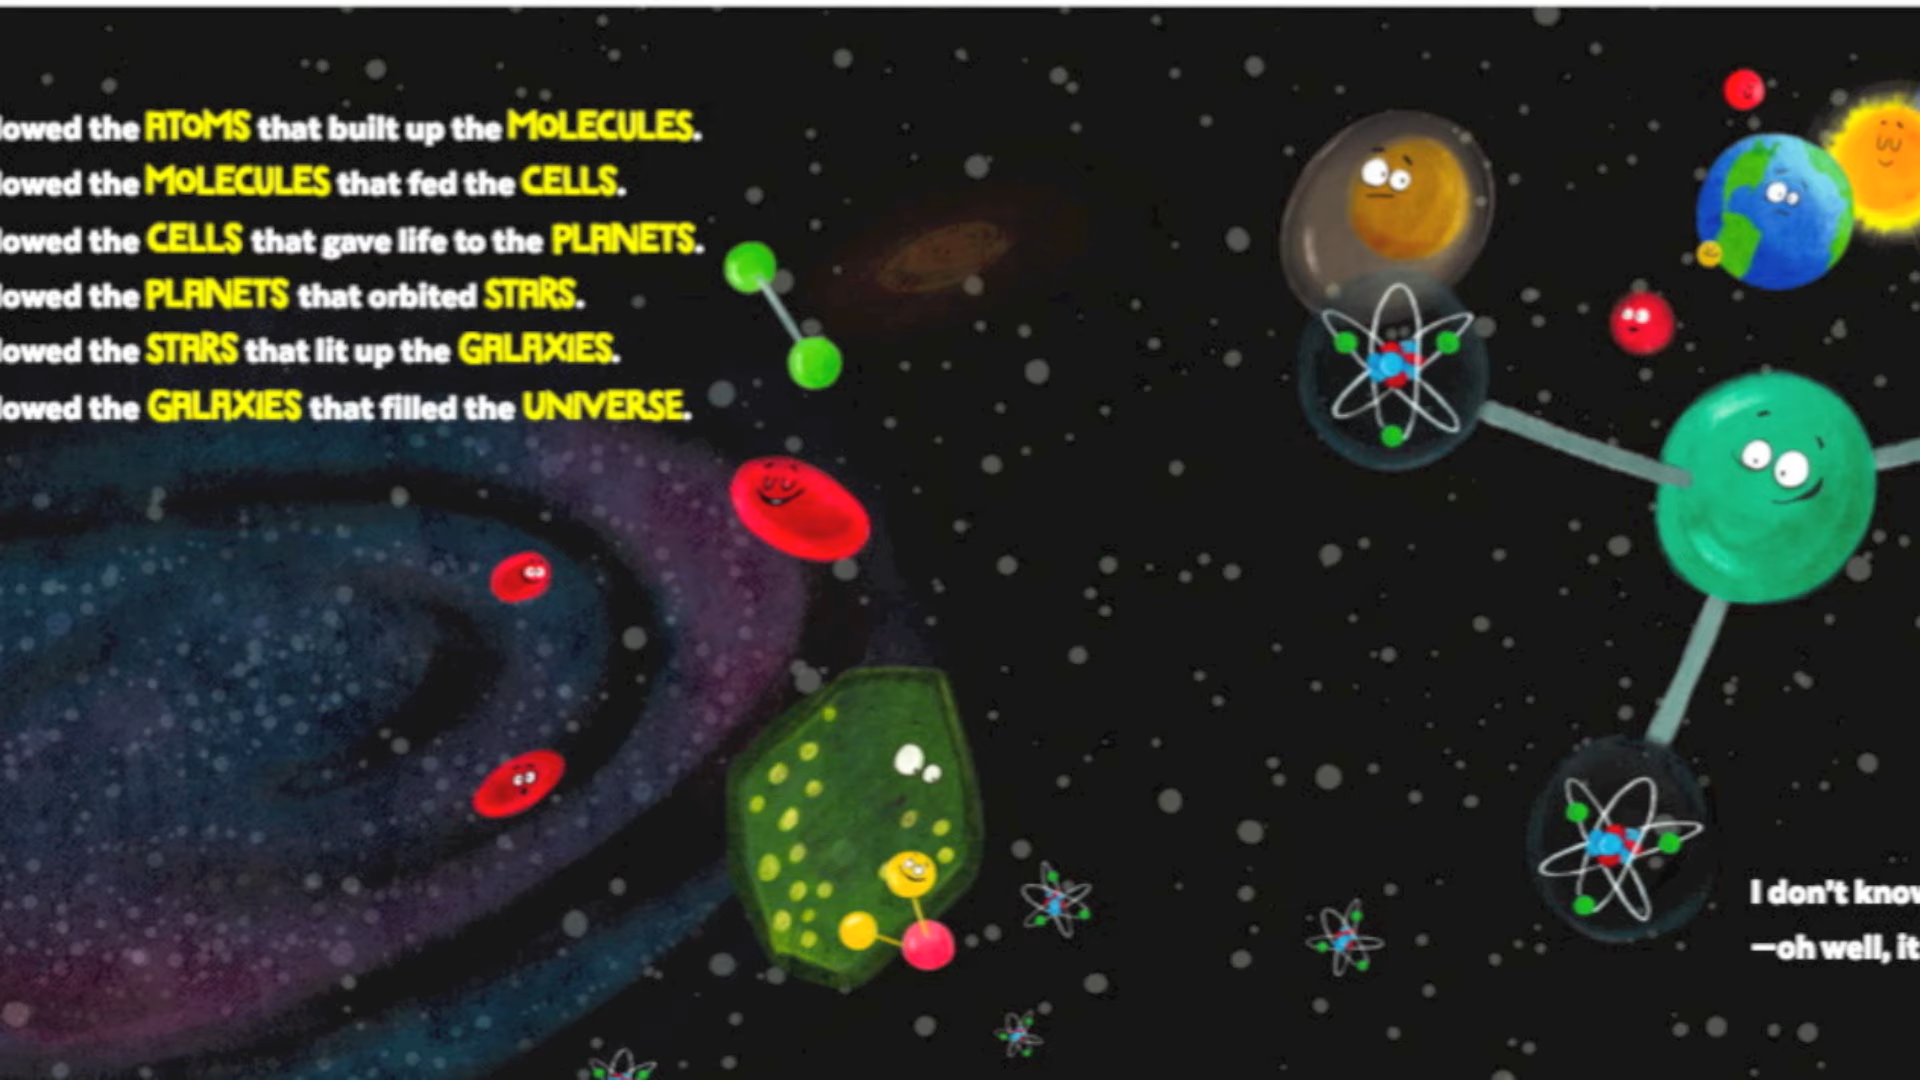 lowed the ATOMS that built up the MOLECULES.
lowed the MOLECULES that fed the CELLS.
lowed the CELLS that gave life to the PLANETS.
lowed the PLANETS that orbited STARS.
lowed the STARS that lit up the GALAXIES.
lowed the GALAXIES that filled the UNIVERSE.
I don't know
—oh well, it